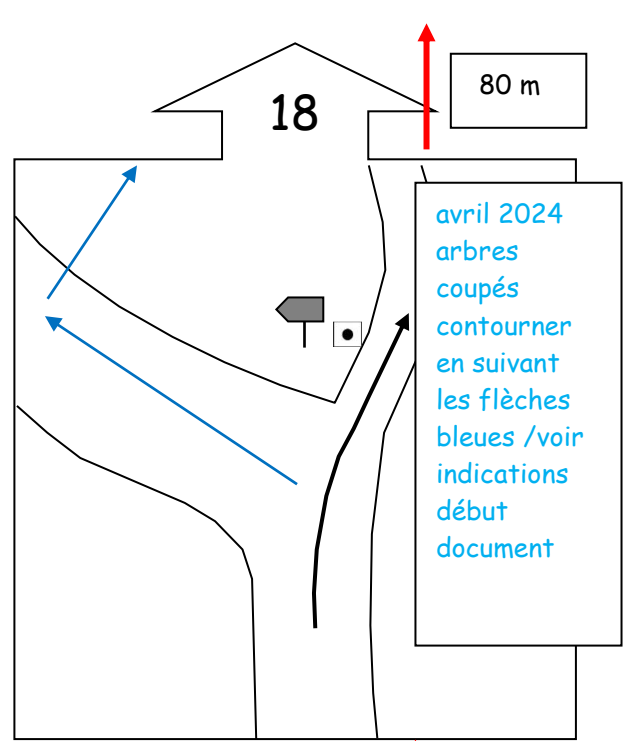 18
80 m
avril 2024
arbres
coupés
contourner
en suivant
les flèches
bleues /voir
indications
début
document